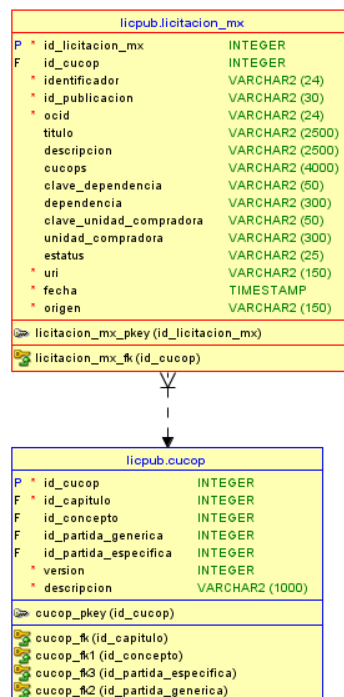 licpub.licitacion_mx
P * id_licitacion_mx INTEGER
F id_cucop INTEGER
* identificador VARCHAR2 (24)
* id_publicacion VARCHAR2 (30)
* ocid VARCHAR2 (24)
titulo VARCHAR2 (2500)
descripcion VARCHAR2 (2500)
cucops VARCHAR2 (4000)
clave_dependencia VARCHAR2 (50)
dependencia VARCHAR2 (300)
clave_unidad_compradora VARCHAR2 (50)
unidad_compradora VARCHAR2 (300)
estatus VARCHAR2 (25)
* uri VARCHAR2 (150)
* fecha TIMESTAMP
* origen VARCHAR2 (150)
licitacion_mx_pkey (id_licitacion_mx)
licitacion_mx_fk (id_cucop)
licpub.cucop
P * id_cucop INTEGER
F * id_capitulo INTEGER
F id_concepto INTEGER
F id_partida_generica INTEGER
F id_partida_especifica INTEGER
* version INTEGER
* descripcion VARCHAR2 (1000)
cucop_pkey (id_cucop)
cucop_fk (id_capitulo)
cucop_fk1 (id_concepto)
cucop_fk3 (id_partida_especifica)
cucop_fk2 (id_partida_generica)